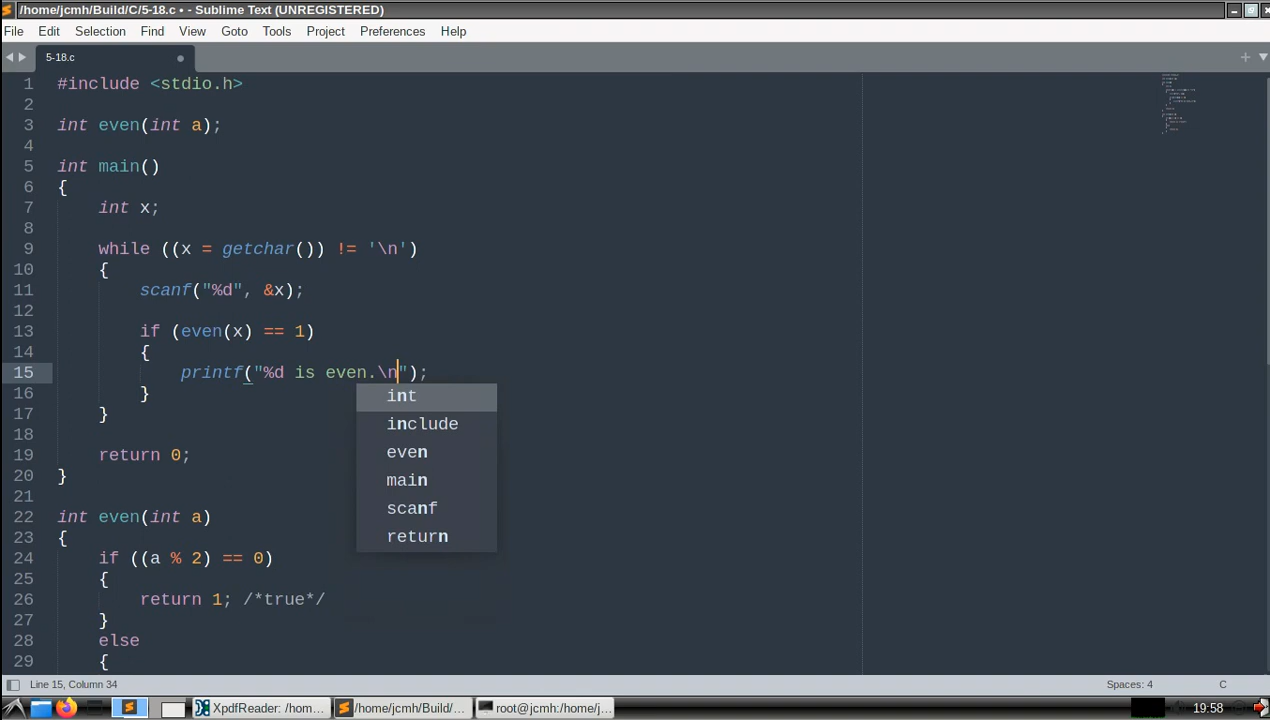 /home/jcmh/Build/C/5-18.c • - Sublime Text (UNREGISTERED)
File Edit Selection Find View Goto Tools Project Preferences Help
5-18.c
1 #include <stdio.h>
2
3 int even(int a);
4
5 int main()
6 {
7 int x;
8
9 while ((x = getchar()) != '\n')
10 {
11 scanf("%d", &x);
12
13 if (even(x) == 1)
14 {
15 printf("%d is even.\n");
16 }
int
17 }
include
18
even
19 return 0;
main
20 }
scanf
21
return
22 int even(int a)
23 {
24 if ((a % 2) == 0)
25 {
26 return 1; /*true*/
27 }
28 else
29 {
Line 15, Column 34 Spaces: 4 C
XpdfReader: /hom... /home/jcmh/Build/... root@jcmh:/home/j... 19:58